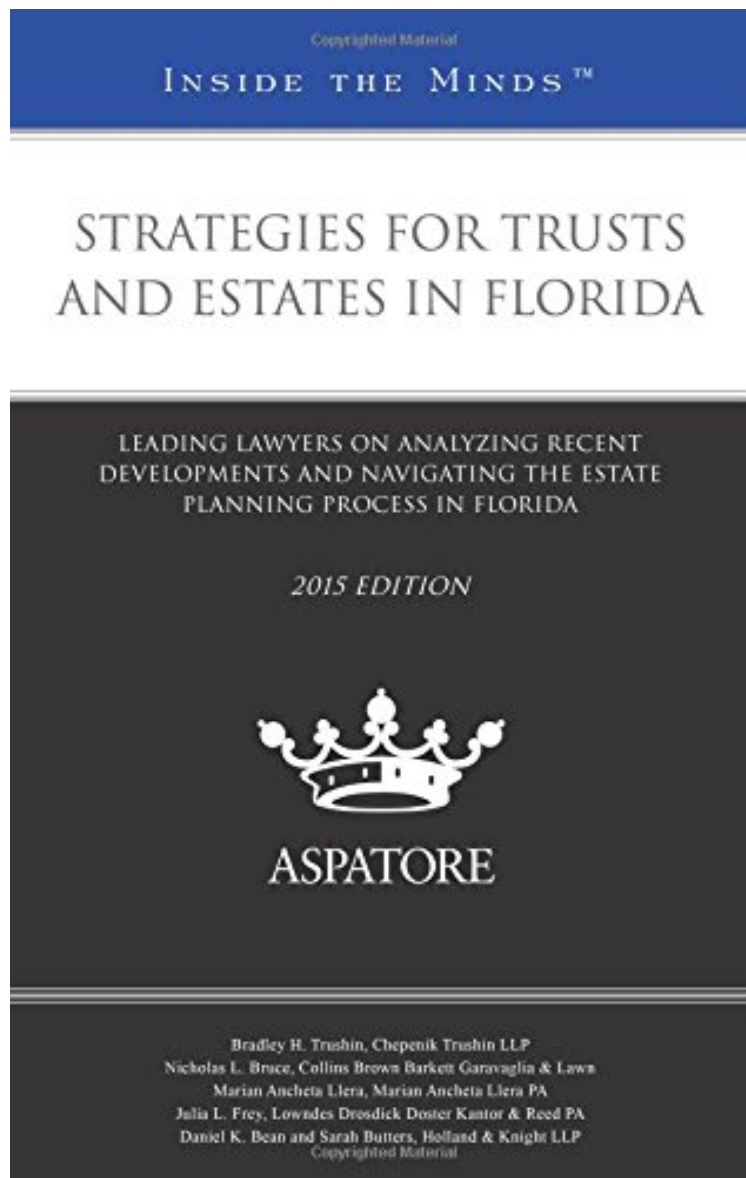 Copyrighted Material
INSIDE THE MINDS™
STRATEGIES FOR TRUSTS
AND ESTATES IN FLORIDA
LEADING LAWYERS ON ANALYZING RECENT
DEVELOPMENTS AND NAVIGATING THE ESTATE
PLANNING PROCESS IN FLORIDA
2015 EDITION
ASPATORE
Bradley H. Trushin, Chepenik Trushin LLP
Nicholas L. Bruce, Collins Brown Barkett Garavaglia & Lawn
Marian Ancheta Llera, Marian Ancheta Llera PA
Julia L. Frey, Lowndes Drosdick Doster Kantor & Reed PA
Daniel K. Bean and Sarah Butters, Holland & Knight LLP
Copyrighted Material